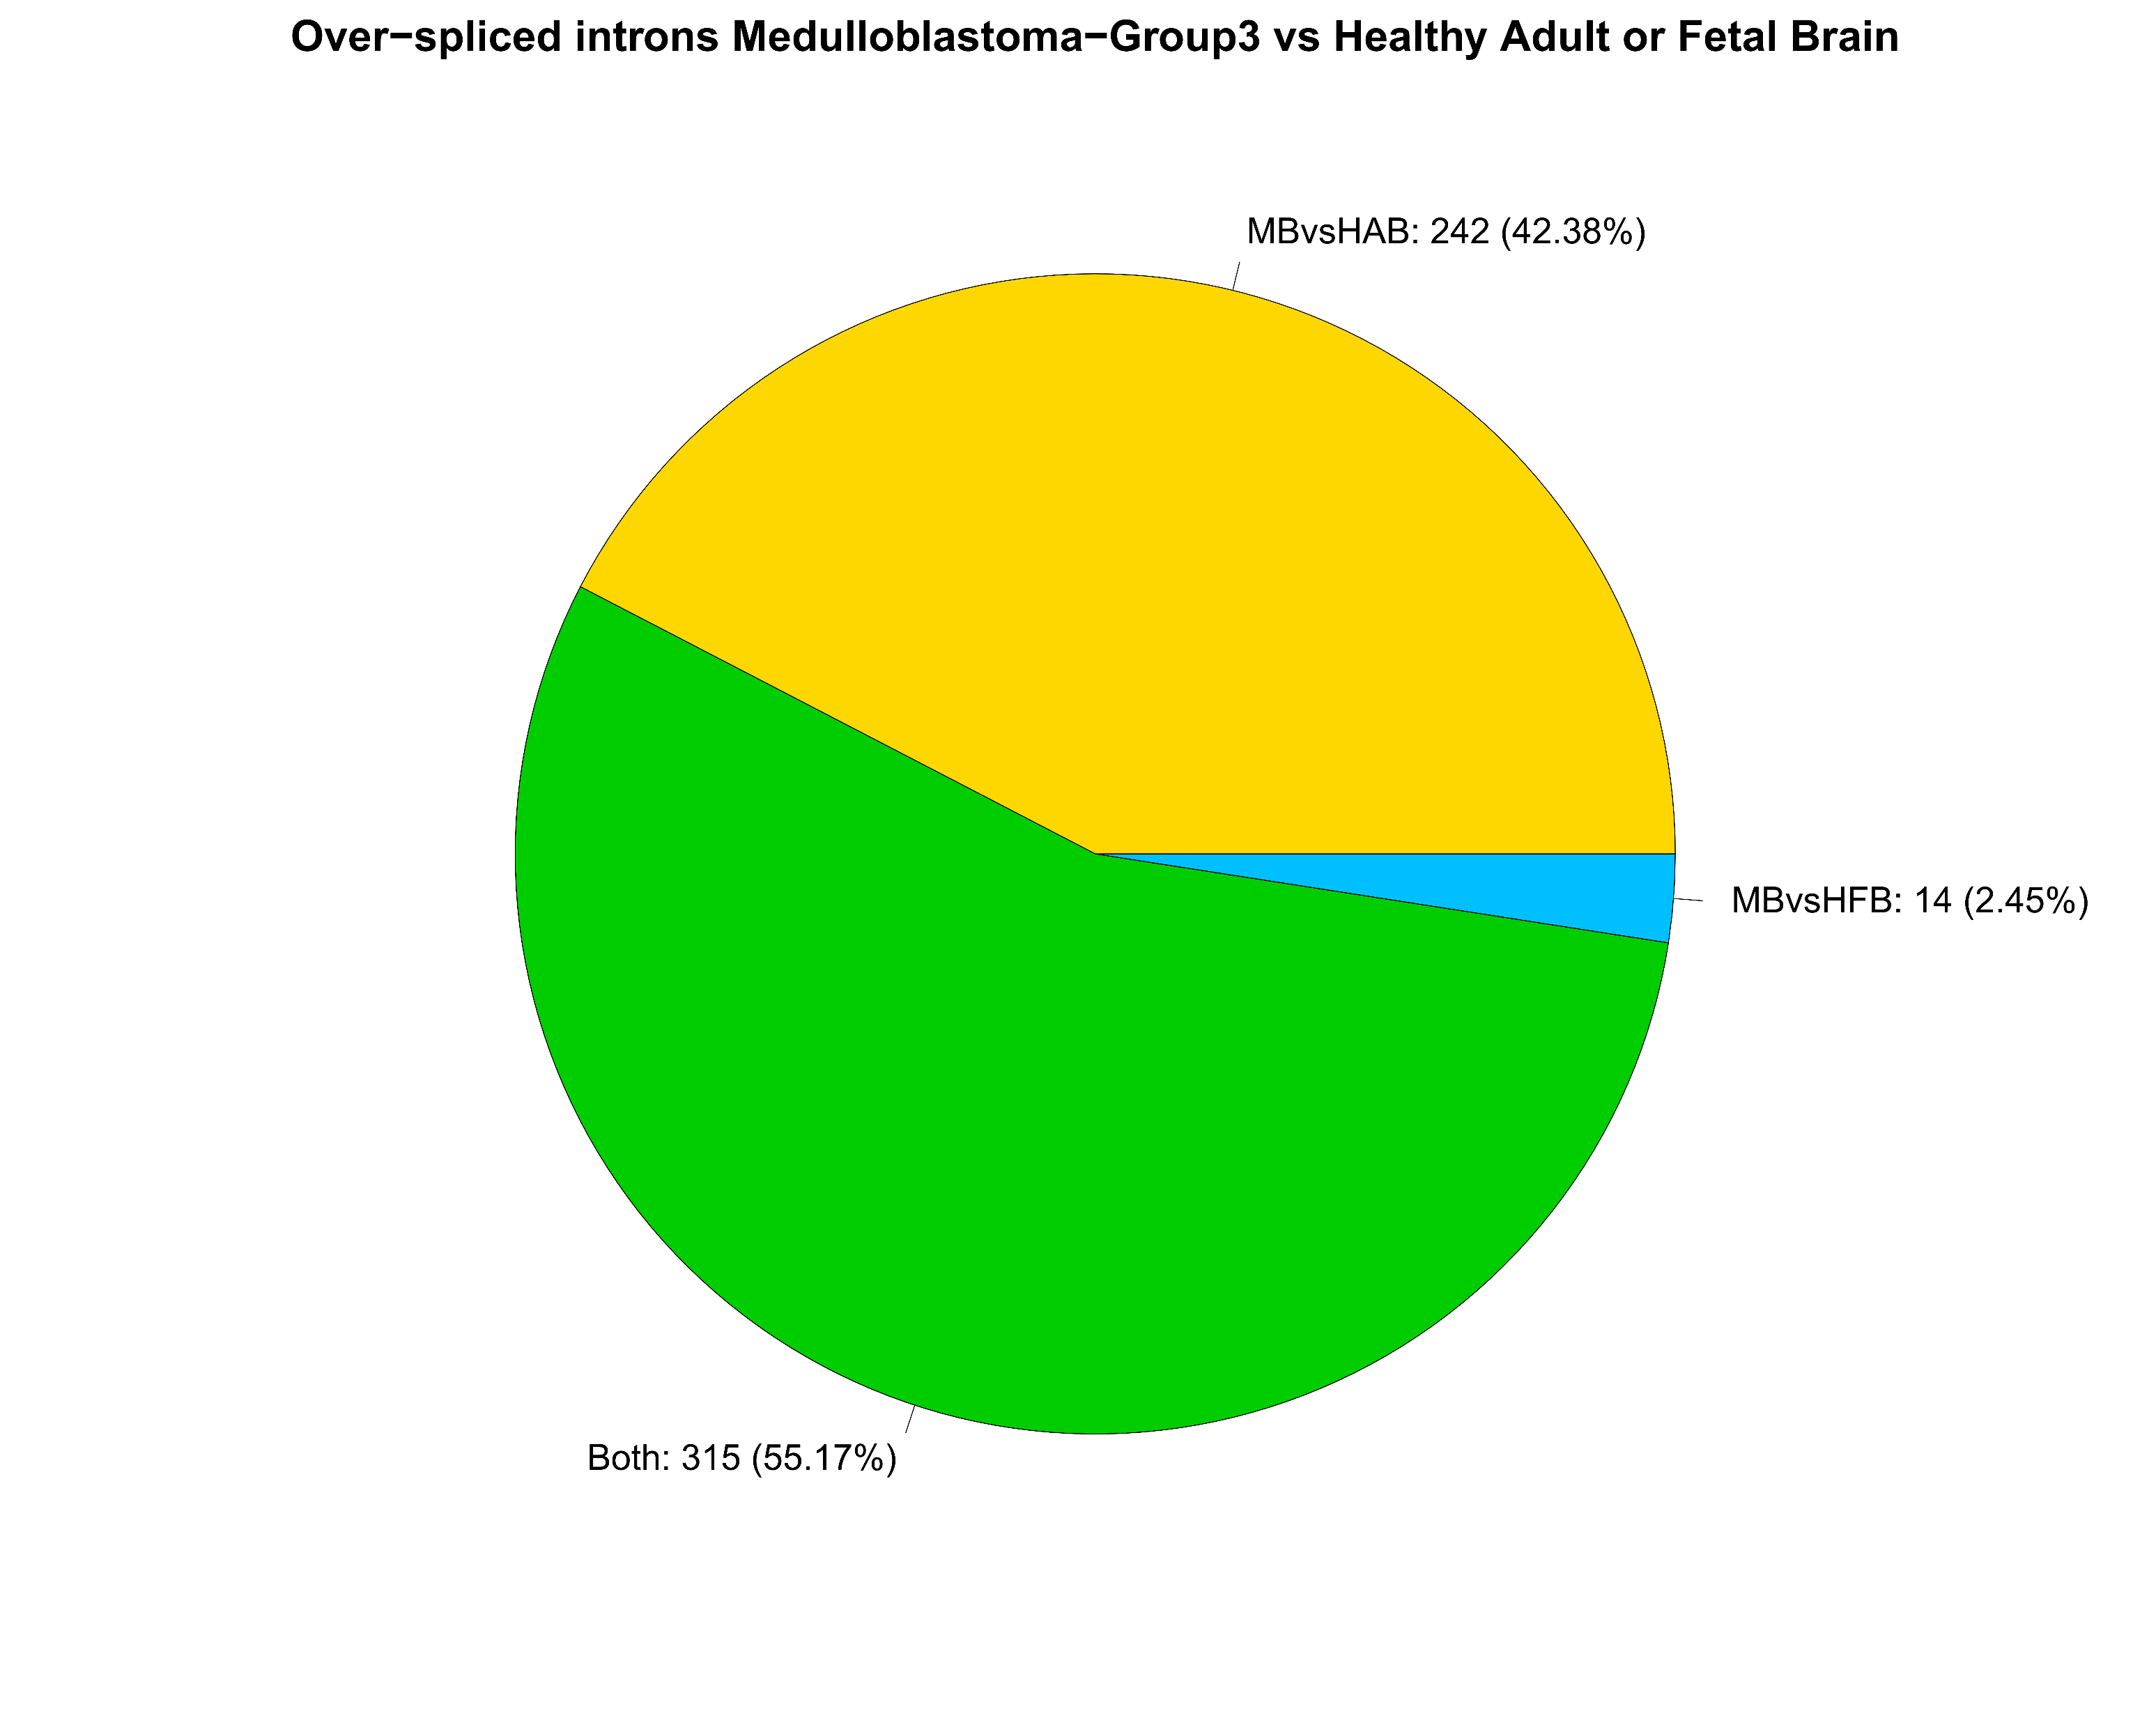 Over−spliced introns Medulloblastoma−Group3 vs Healthy Adult or Fetal Brain
MBvsHAB: 242 (42.38%)
MBvsHFB: 14 (2.45%)
Both: 315 (55.17%)